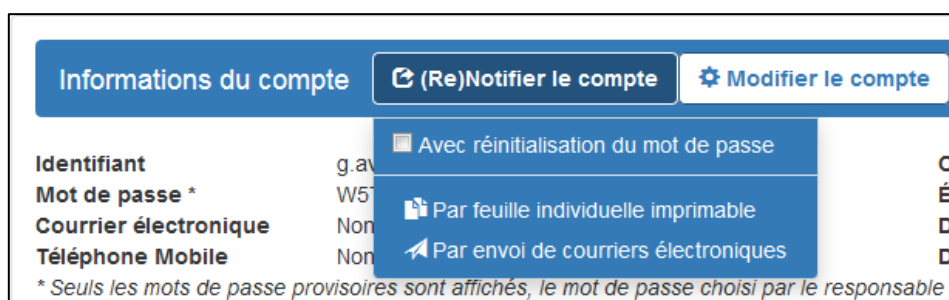 Informations du compte (Re)Notifier le compte Modifier le compte
Avec réinitialisation du mot de passe
Identifiant g.av
Mot de passe * W57 Par feuille individuelle imprimable
Courrier électronique Non Par envoi de courriers électroniques
Téléphone Mobile Non
* Seuls les mots de passe provisoires sont affichés, le mot de passe choisi par le responsable